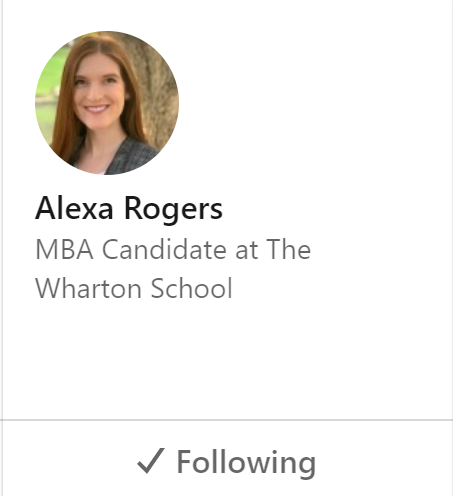 Alexa Rogers
MBA Candidate at The
Wharton School
Following